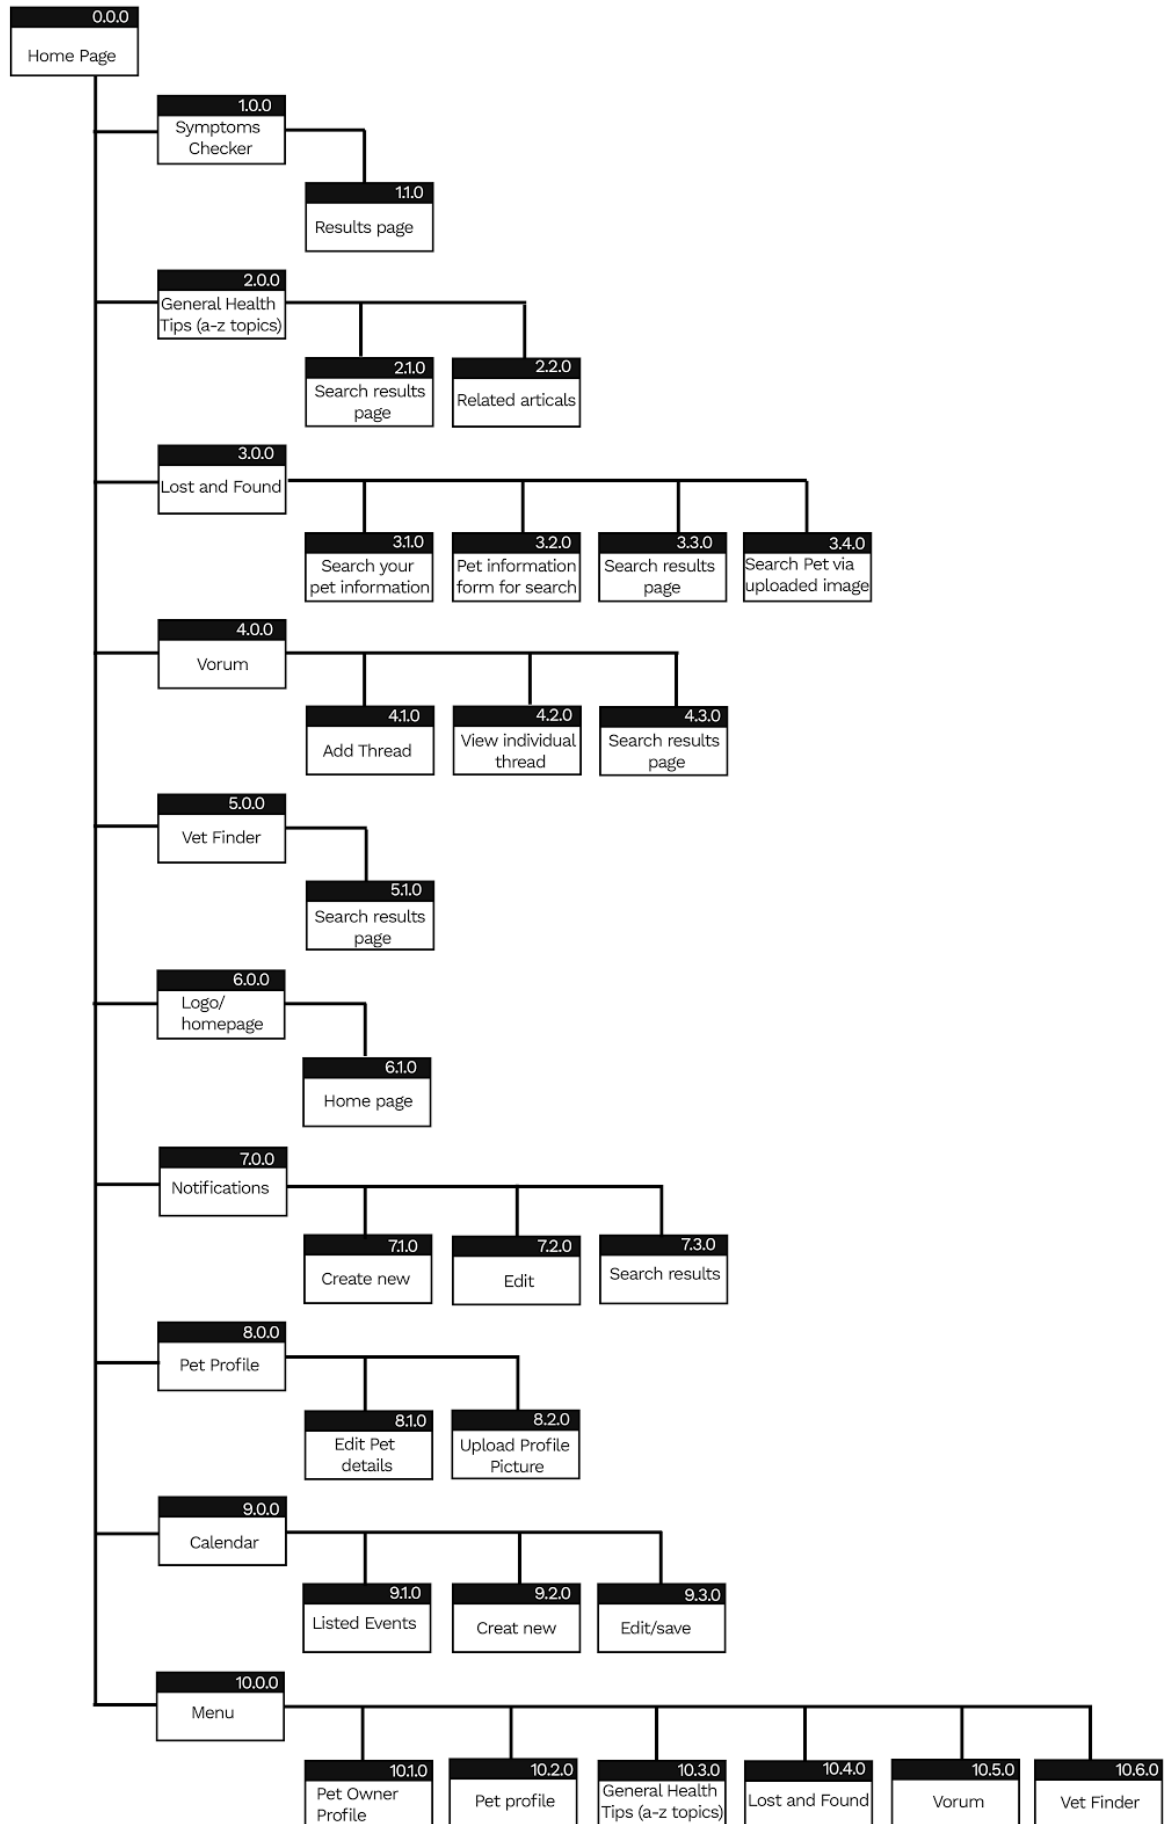 0.0.0
Home Page
1.0.0
Symptoms
Checker
1.1.0
Results page
2.0.0
General Health
Tips (a-z topics)
2.1.0
Search results
page
2.2.0
Related articals
3.0.0
Lost and Found
3.1.0
Search your
pet information
3.2.0
Pet information
form for search
3.3.0
Search results
page
3.4.0
Search Pet via
uploaded image
4.0.0
Vorum
4.1.0
Add Thread
4.2.0
View individual
thread
4.3.0
Search results
page
5.0.0
Vet Finder
5.1.0
Search results
page
6.0.0
Logo/
homepage
6.1.0
Home page
7.0.0
Notifications
7.1.0
Create new
7.2.0
Edit
7.3.0
Search results
8.0.0
Pet Profile
8.1.0
Edit Pet
details
8.2.0
Upload Profile
Picture
9.0.0
Calendar
9.1.0
Listed Events
9.2.0
Creat new
9.3.0
Edit/save
10.0.0
Menu
10.1.0
Pet Owner
Profile
10.2.0
Pet profile
10.3.0
General Health
Tips (a-z topics)
10.4.0
Lost and Found
10.5.0
Vorum
10.6.0
Vet Finder